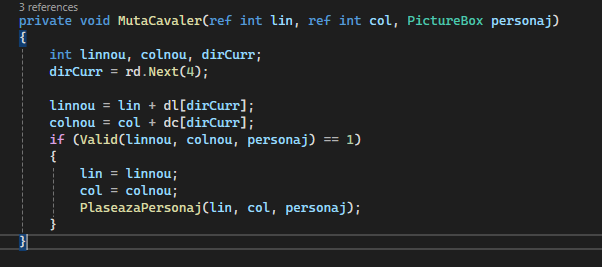 3 references
private void MutaCavaler(ref int lin, ref int col, PictureBox personaj)
{
int linnou, colnou, dirCurr;
dirCurr = rd.Next(4);
linnou = lin + dl[dirCurr];
colnou = col + dc[dirCurr];
if (Valid(linnou, colnou, personaj) == 1)
{
lin = linnou;
col = colnou;
PlaseazaPersonaj(lin, col, personaj);
}
}